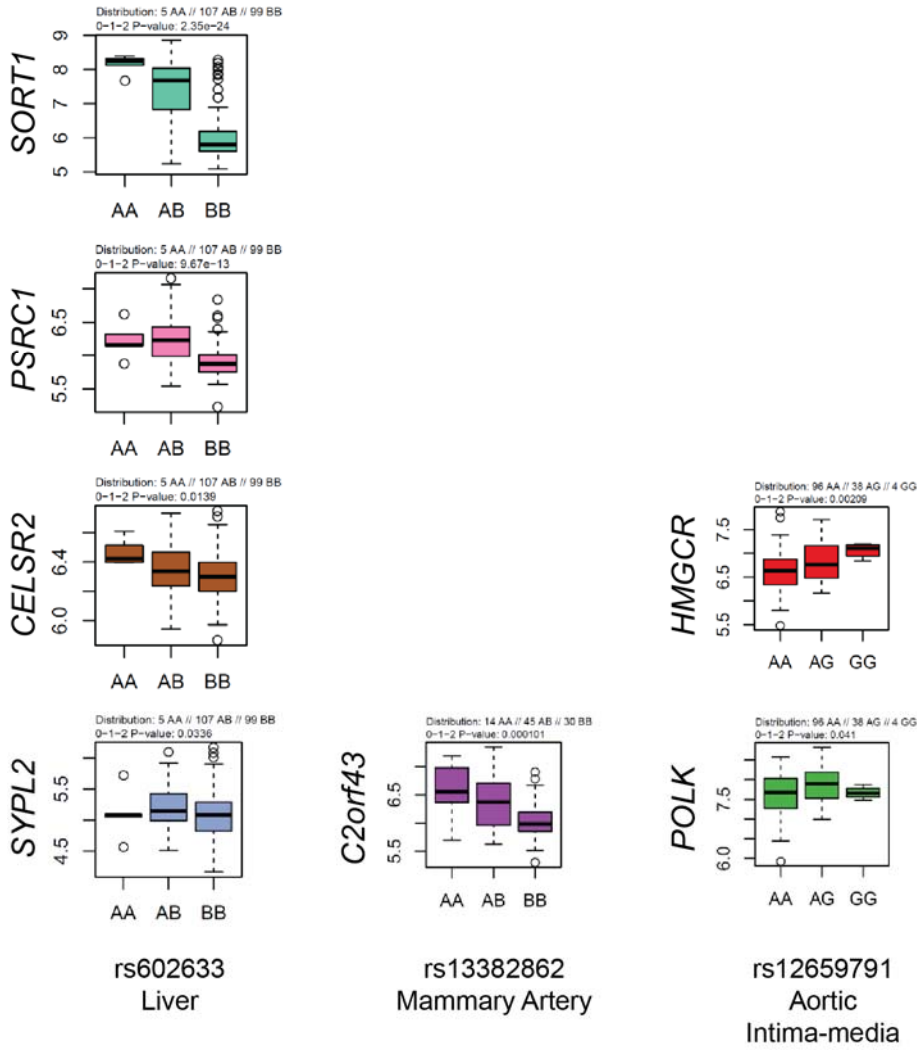 Distribution: 5 AA // 107 AB // 99 BB
0-1-2 P-value: 2.35e-24
SORT1
9
8
7
6
5
AA AB BB
Distribution: 5 AA // 107 AB // 99 BB
0-1-2 P-value: 9.67e-13
PSRC1
6.5
5.5
AA AB BB
Distribution: 5 AA // 107 AB // 99 BB
0-1-2 P-value: 0.0139
CELSR2
6.4
6.0
AA AB BB
Distribution: 96 AA // 38 AG // 4 GG
0-1-2 P-value: 0.00209
HMGCR
7.5
6.5
5.5
AA AG GG
Distribution: 5 AA // 107 AB // 99 BB
0-1-2 P-value: 0.0336
SYPL2
5.5
4.5
AA AB BB
Distribution: 14 AA // 45 AB // 30 BB
0-1-2 P-value: 0.000101
C2orf43
6.5
5.5
AA AB BB
Distribution: 96 AA // 38 AG // 4 GG
0-1-2 P-value: 0.041
POLK
7.5
6.0
AA AG GG
rs602633
Liver
rs13382862
Mammary Artery
rs12659791
Aortic
Intima-media